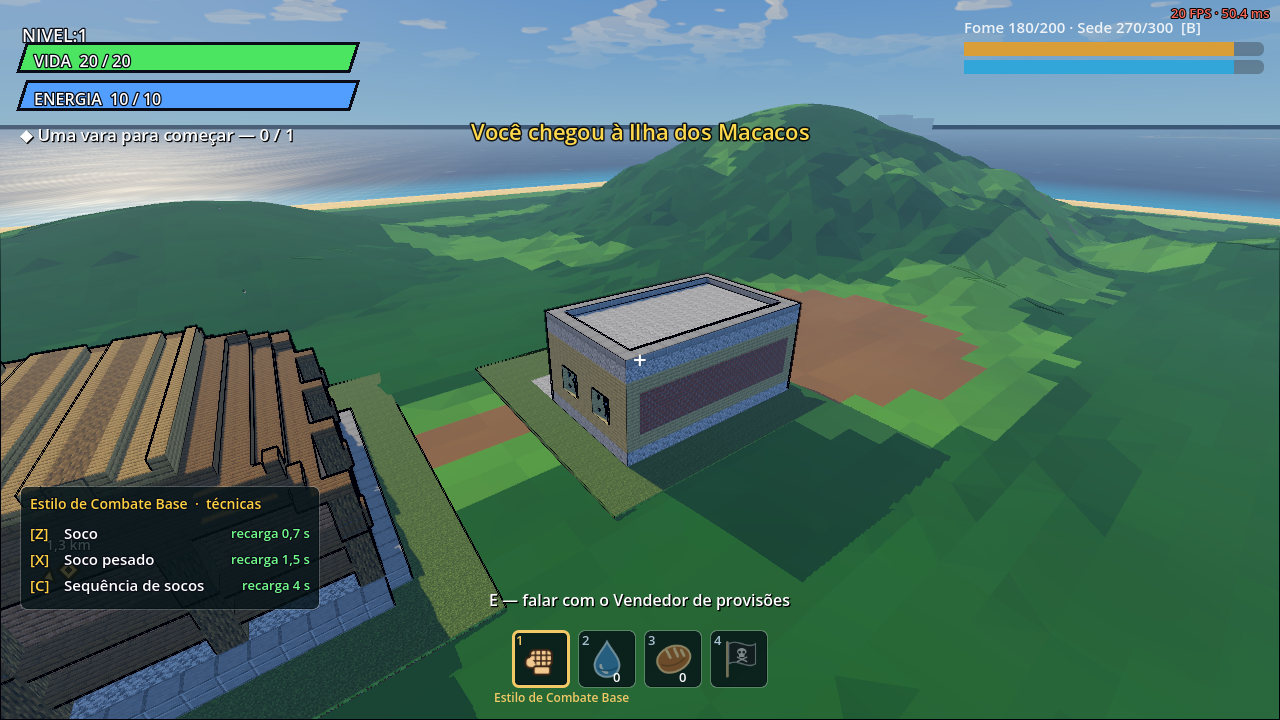 20 FPS · 50.4 ms
NIVEL:1
Fome 180/200 · Sede 270/300 [B]
VIDA 20 / 20
ENERGIA 10 / 10
◆ Uma vara para começar — 0 / 1
Você chegou à Ilha dos Macacos
Estilo de Combate Base · técnicas
[Z] Soco recarga 0,7 s
1,3 km
[X] Soco pesado recarga 1,5 s
[C] Sequência de socos recarga 4 s
E — falar com o Vendedor de provisões
1 2 3 4
0 0
Estilo de Combate Base